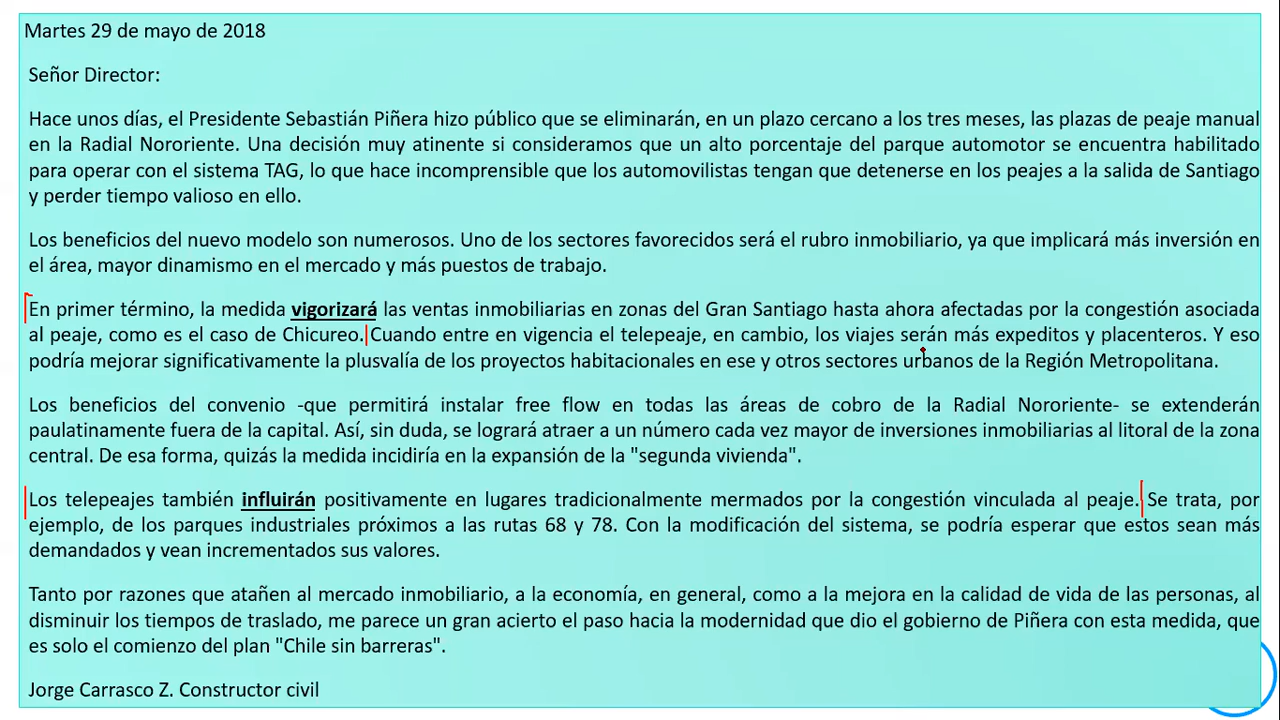 Martes 29 de mayo de 2018
Señor Director:
Hace unos días, el Presidente Sebastián Piñera hizo público que se eliminarán, en un plazo cercano a los tres meses, las plazas de peaje manual
en la Radial Nororiente. Una decisión muy atinente si consideramos que un alto porcentaje del parque automotor se encuentra habilitado
para operar con el sistema TAG, lo que hace incomprensible que los automovilistas tengan que detenerse en los peajes a la salida de Santiago
y perder tiempo valioso en ello.
Los beneficios del nuevo modelo son numerosos. Uno de los sectores favorecidos será el rubro inmobiliario, ya que implicará más inversión en
el área, mayor dinamismo en el mercado y más puestos de trabajo.
En primer término, la medida vigorizará las ventas inmobiliarias en zonas del Gran Santiago hasta ahora afectadas por la congestión asociada
al peaje, como es el caso de Chicureo. Cuando entre en vigencia el telepeaje, en cambio, los viajes serán más expeditos y placenteros. Y eso
podría mejorar significativamente la plusvalía de los proyectos habitacionales en ese y otros sectores urbanos de la Región Metropolitana.
Los beneficios del convenio -que permitirá instalar free flow en todas las áreas de cobro de la Radial Nororiente- se extenderán
paulatinamente fuera de la capital. Así, sin duda, se logrará atraer a un número cada vez mayor de inversiones inmobiliarias al litoral de la zona
central. De esa forma, quizás la medida incidiría en la expansión de la "segunda vivienda".
Los telepeajes también influirán positivamente en lugares tradicionalmente mermados por la congestión vinculada al peaje. Se trata, por
ejemplo, de los parques industriales próximos a las rutas 68 y 78. Con la modificación del sistema, se podría esperar que estos sean más
demandados y vean incrementados sus valores.
Tanto por razones que atañen al mercado inmobiliario, a la economía, en general, como a la mejora en la calidad de vida de las personas, al
disminuir los tiempos de traslado, me parece un gran acierto el paso hacia la modernidad que dio el gobierno de Piñera con esta medida, que
es solo el comienzo del plan "Chile sin barreras".
Jorge Carrasco Z. Constructor civil